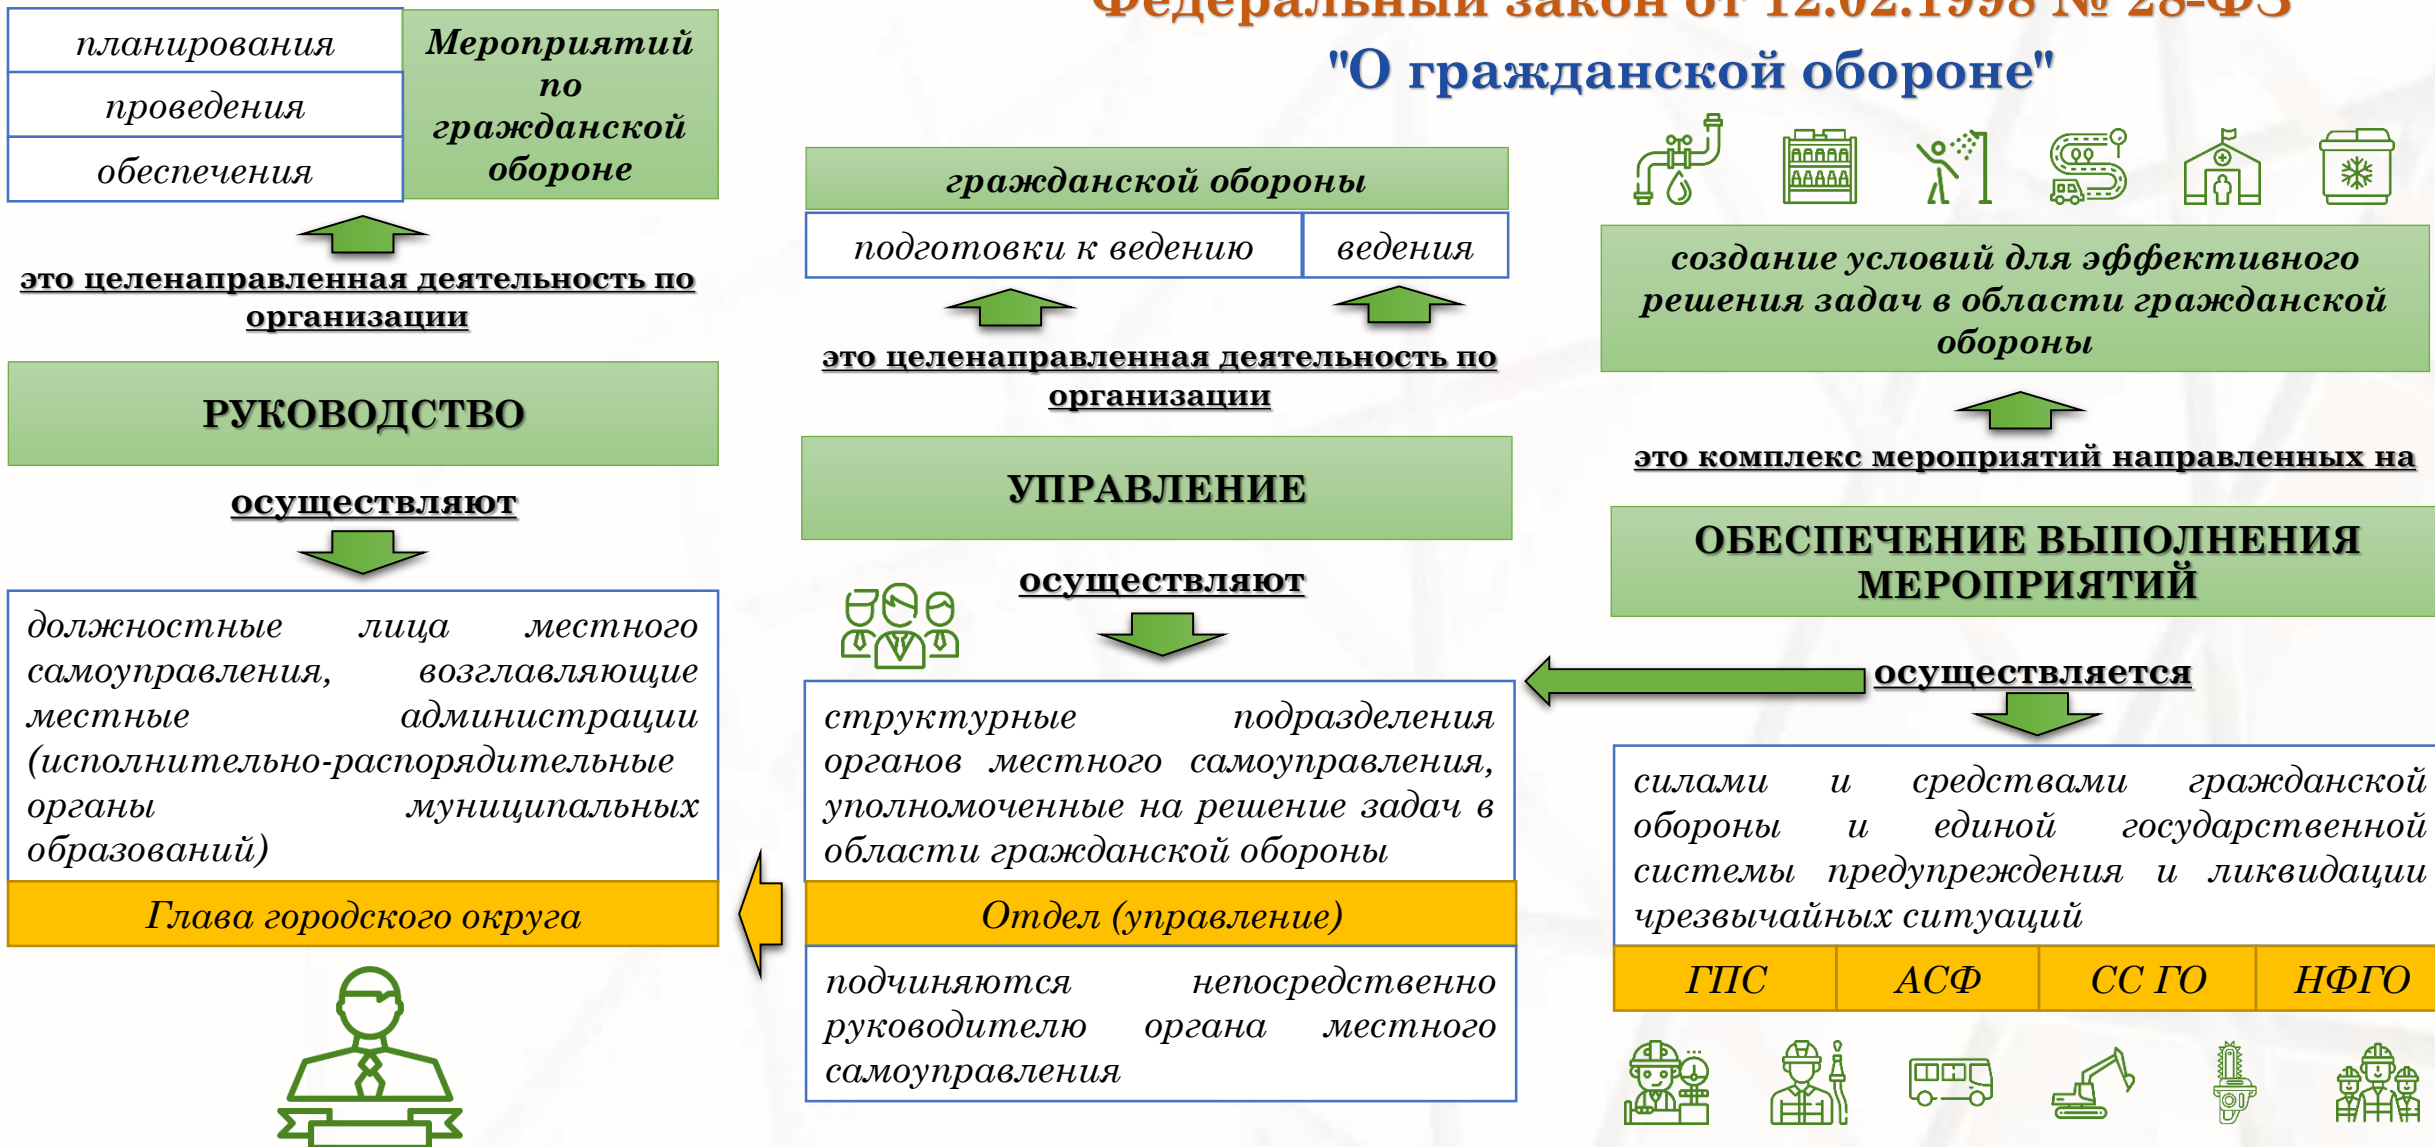 Федеральный закон от 12.02.1998 № 28-ФЗ
"О гражданской обороне"
планирования
проведения
обеспечения
Мероприятий
по
гражданской
обороне
это целенаправленная деятельность по
организации
РУКОВОДСТВО
осуществляют
должностные лица местного
самоуправления, возглавляющие
местные администрации
(исполнительно-распорядительные
органы муниципальных
образований)
Глава городского округа
гражданской обороны
подготовки к ведению
ведения
это целенаправленная деятельность по
организации
УПРАВЛЕНИЕ
осуществляют
структурные подразделения
органов местного самоуправления,
уполномоченные на решение задач в
области гражданской обороны
Отдел (управление)
подчиняются непосредственно
руководителю органа местного
самоуправления
создание условий для эффективного
решения задач в области гражданской
обороны
это комплекс мероприятий направленных на
ОБЕСПЕЧЕНИЕ ВЫПОЛНЕНИЯ
МЕРОПРИЯТИЙ
осуществляется
силами и средствами гражданской
обороны и единой государственной
системы предупреждения и ликвидации
чрезвычайных ситуаций
ГПС
АСФ
СС ГО
НФГО